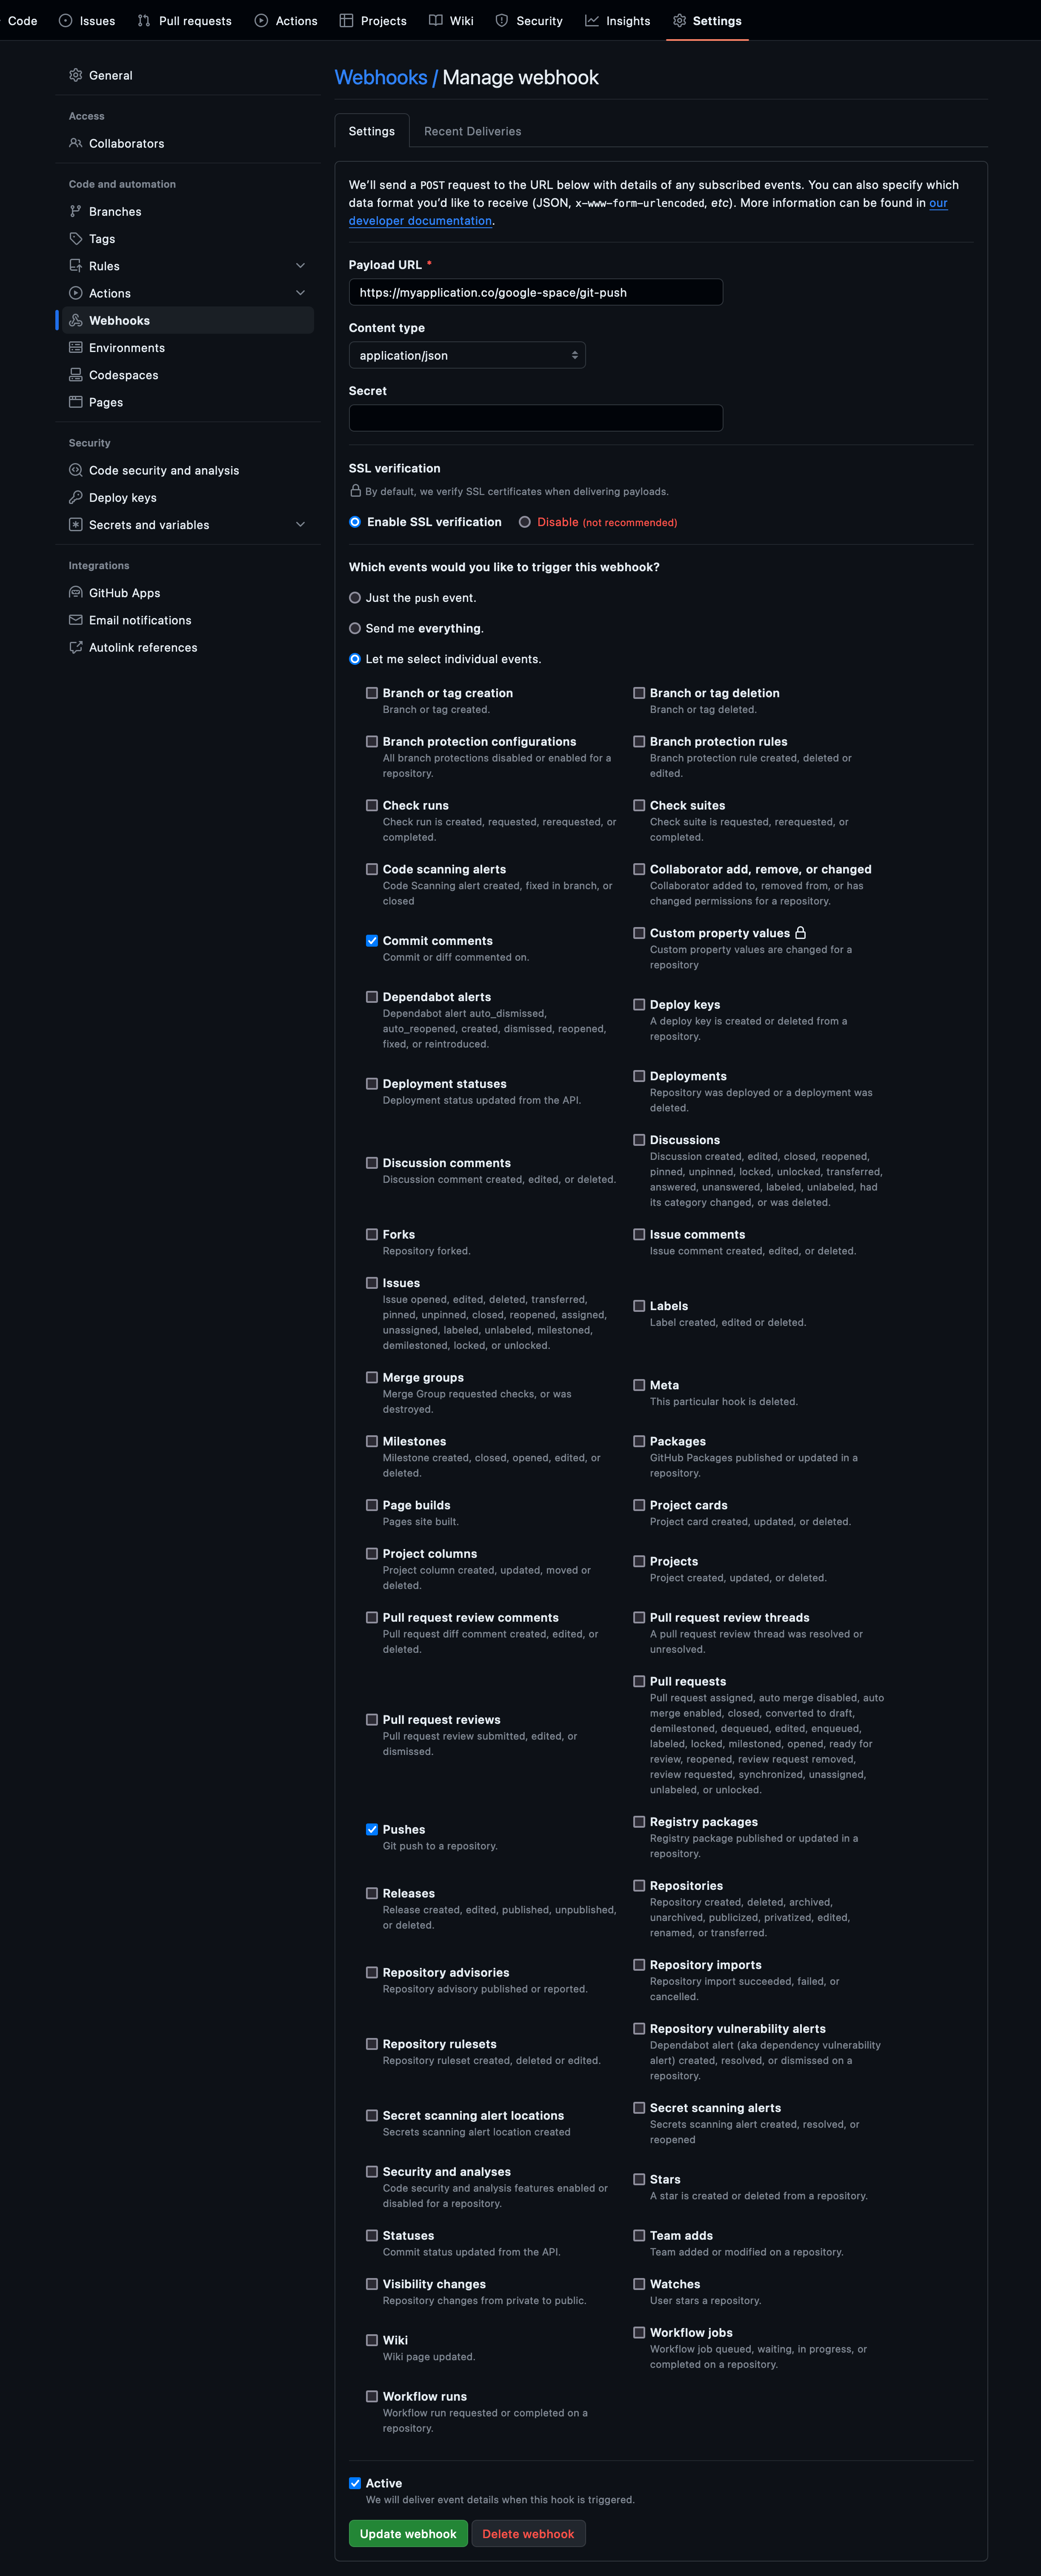 Code Issues Pull requests Actions Projects Wiki Security Insights Settings
General
Access
Collaborators
Code and automation
Branches
Tags
Rules
Actions
Webhooks
Environments
Codespaces
Pages
Security
Code security and analysis
Deploy keys
Secrets and variables
Integrations
GitHub Apps
Email notifications
Autolink references
Webhooks / Manage webhook
Settings Recent Deliveries
We’ll send a POST request to the URL below with details of any subscribed events. You can also specify which
data format you’d like to receive (JSON, x-www-form-urlencoded, etc). More information can be found in our
developer documentation.
Payload URL *
https://myapplication.co/google-space/git-push
Content type
application/json
Secret
SSL verification
By default, we verify SSL certificates when delivering payloads.
Enable SSL verification Disable (not recommended)
Which events would you like to trigger this webhook?
Just the push event.
Send me everything.
Let me select individual events.
Branch or tag creation
Branch or tag created.
Branch or tag deletion
Branch or tag deleted.
Branch protection configurations
All branch protections disabled or enabled for a
repository.
Branch protection rules
Branch protection rule created, deleted or
edited.
Check runs
Check run is created, requested, rerequested, or
completed.
Check suites
Check suite is requested, rerequested, or
completed.
Code scanning alerts
Code Scanning alert created, fixed in branch, or
closed
Collaborator add, remove, or changed
Collaborator added to, removed from, or has
changed permissions for a repository.
Commit comments
Commit or diff commented on.
Custom property values
Custom property values are changed for a
repository
Dependabot alerts
Dependabot alert auto_dismissed,
auto_reopened, created, dismissed, reopened,
fixed, or reintroduced.
Deploy keys
A deploy key is created or deleted from a
repository.
Deployment statuses
Deployment status updated from the API.
Deployments
Repository was deployed or a deployment was
deleted.
Discussion comments
Discussion comment created, edited, or deleted.
Discussions
Discussion created, edited, closed, reopened,
pinned, unpinned, locked, unlocked, transferred,
answered, unanswered, labeled, unlabeled, had
its category changed, or was deleted.
Forks
Repository forked.
Issue comments
Issue comment created, edited, or deleted.
Issues
Issue opened, edited, deleted, transferred,
pinned, unpinned, closed, reopened, assigned,
unassigned, labeled, unlabeled, milestoned,
demilestoned, locked, or unlocked.
Labels
Label created, edited or deleted.
Merge groups
Merge Group requested checks, or was
destroyed.
Meta
This particular hook is deleted.
Milestones
Milestone created, closed, opened, edited, or
deleted.
Packages
GitHub Packages published or updated in a
repository.
Page builds
Pages site built.
Project cards
Project card created, updated, or deleted.
Project columns
Project column created, updated, moved or
deleted.
Projects
Project created, updated, or deleted.
Pull request review comments
Pull request diff comment created, edited, or
deleted.
Pull request review threads
A pull request review thread was resolved or
unresolved.
Pull request reviews
Pull request review submitted, edited, or
dismissed.
Pull requests
Pull request assigned, auto merge disabled, auto
merge enabled, closed, converted to draft,
demilestoned, dequeued, edited, enqueued,
labeled, locked, milestoned, opened, ready for
review, reopened, review request removed,
review requested, synchronized, unassigned,
unlabeled, or unlocked.
Pushes
Git push to a repository.
Registry packages
Registry package published or updated in a
repository.
Releases
Release created, edited, published, unpublished,
or deleted.
Repositories
Repository created, deleted, archived,
unarchived, publicized, privatized, edited,
renamed, or transferred.
Repository advisories
Repository advisory published or reported.
Repository imports
Repository import succeeded, failed, or
cancelled.
Repository rulesets
Repository ruleset created, deleted or edited.
Repository vulnerability alerts
Dependabot alert (aka dependency vulnerability
alert) created, resolved, or dismissed on a
repository.
Secret scanning alert locations
Secrets scanning alert location created
Secret scanning alerts
Secrets scanning alert created, resolved, or
reopened
Security and analyses
Code security and analysis features enabled or
disabled for a repository.
Stars
A star is created or deleted from a repository.
Statuses
Commit status updated from the API.
Team adds
Team added or modified on a repository.
Visibility changes
Repository changes from private to public.
Watches
User stars a repository.
Wiki
Wiki page updated.
Workflow jobs
Workflow job queued, waiting, in progress, or
completed on a repository.
Workflow runs
Workflow run requested or completed on a
repository.
Active
We will deliver event details when this hook is triggered.
Update webhook Delete webhook